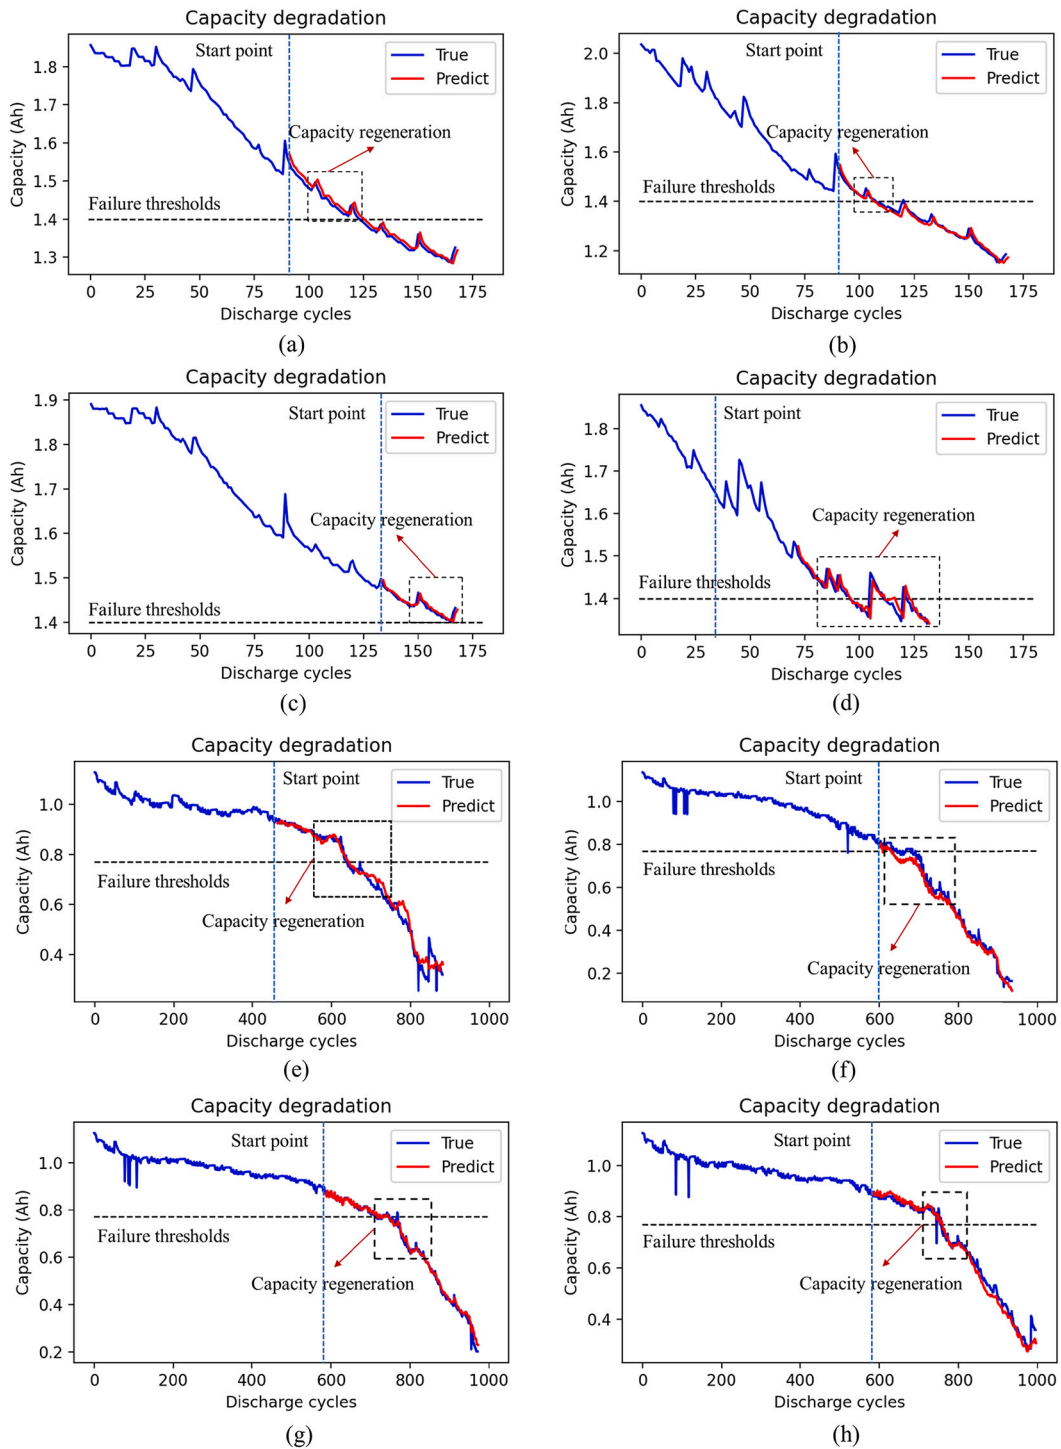 Capacity degradation
Capacity (Ah)
1.8
1.7
1.6
1.5
1.4
1.3
Start point
True
Predict
Capacity regeneration
Failure thresholds
0 25 50 75 100 125 150 175
Discharge cycles
(a)
Capacity degradation
Capacity (Ah)
2.0
1.8
1.6
1.4
1.2
Start point
True
Predict
Capacity regeneration
Failure thresholds
0 25 50 75 100 125 150 175
Discharge cycles
(b)
Capacity degradation
Capacity (Ah)
1.9
1.8
1.7
1.6
1.5
1.4
Start point
True
Predict
Capacity regeneration
Failure thresholds
0 25 50 75 100 125 150 175
Discharge cycles
(c)
Capacity degradation
Capacity (Ah)
1.8
1.7
1.6
1.5
1.4
Start point
True
Predict
Capacity regeneration
Failure thresholds
0 25 50 75 100 125 150 175
Discharge cycles
(d)
Capacity degradation
Capacity (Ah)
1.0
0.8
0.6
0.4
Start point
True
Predict
Failure thresholds
Capacity regeneration
0 200 400 600 800 1000
Discharge cycles
(e)
Capacity degradation
Capacity (Ah)
1.0
0.8
0.6
0.4
0.2
Start point
True
Predict
Failure thresholds
Capacity regeneration
0 200 400 600 800 1000
Discharge cycles
(f)
Capacity degradation
Capacity (Ah)
1.0
0.8
0.6
0.4
0.2
Start point
True
Predict
Failure thresholds
Capacity regeneration
0 200 400 600 800 1000
Discharge cycles
(g)
Capacity degradation
Capacity (Ah)
1.0
0.8
0.6
0.4
Start point
True
Predict
Failure thresholds
Capacity regeneration
0 200 400 600 800 1000
Discharge cycles
(h)